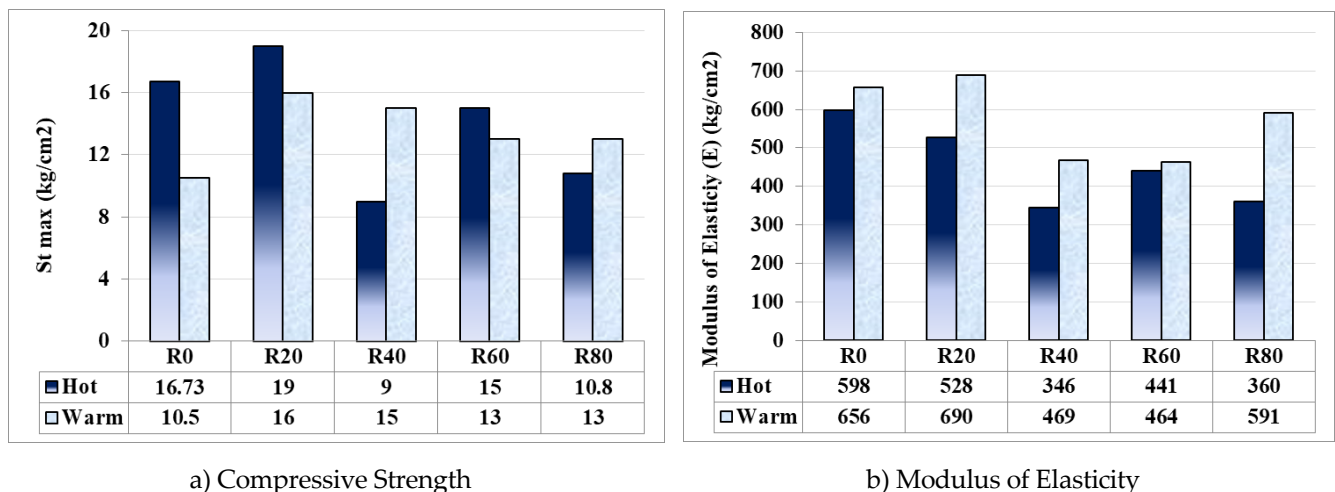 20
16
12
8
4
0
St max (kg/cm2)
R0 R20 R40 R60 R80
Hot 16.73 19 9 15 10.8
Warm 10.5 16 15 13 13
a) Compressive Strength
800
700
600
500
400
300
200
100
0
Modulus of Elasticiy (E) (kg/cm2)
R0 R20 R40 R60 R80
Hot 598 528 346 441 360
Warm 656 690 469 464 591
b) Modulus of Elasticity